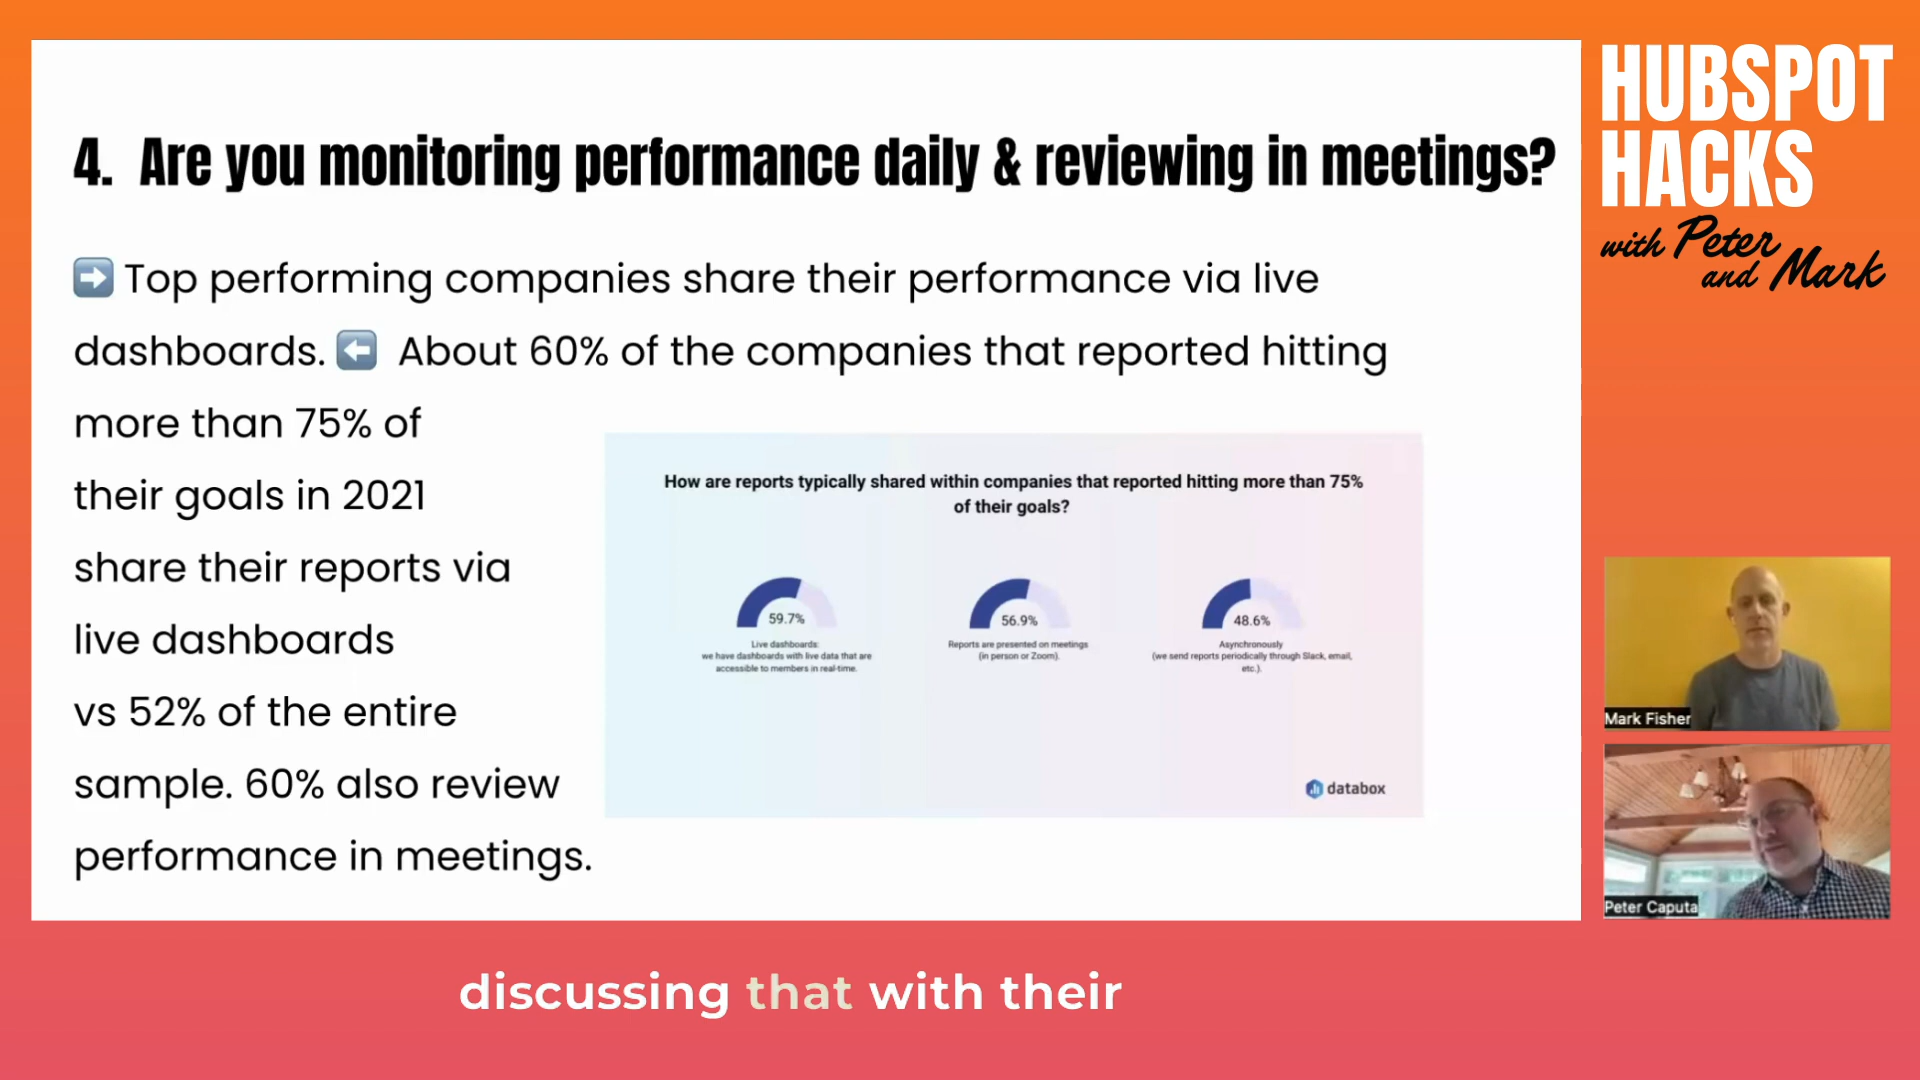 4. Are you monitoring performance daily & reviewing in meetings?
➡️ Top performing companies share their performance via live
dashboards. ⬅️ About 60% of the companies that reported hitting
more than 75% of
their goals in 2021
share their reports via
live dashboards
vs 52% of the entire
sample. 60% also review
performance in meetings.
How are reports typically shared within companies that reported hitting more than 75%
of their goals?
59.7%
Live dashboards:
we have dashboards with live data that are
accessible to members in real-time.
56.9%
Reports are presented on meetings
(in person or Zoom).
48.6%
Asynchronously
(we send reports periodically through Slack, email,
etc.).
databox
HUBSPOT
HACKS
with Peter
and Mark
Mark Fisher
Peter Caputa
discussing that with their